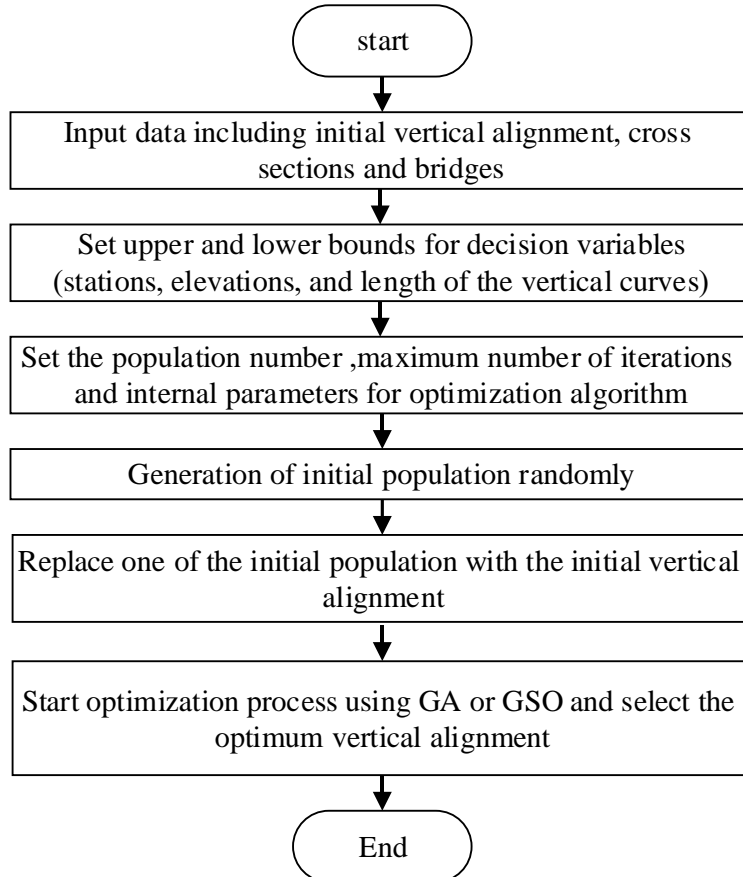 start
Input data including initial vertical alignment, cross
sections and bridges
Set upper and lower bounds for decision variables
(stations, elevations, and length of the vertical curves)
Set the population number ,maximum number of iterations
and internal parameters for optimization algorithm
Generation of initial population randomly
Replace one of the initial population with the initial vertical
alignment
Start optimization process using GA or GSO and select the
optimum vertical alignment
End